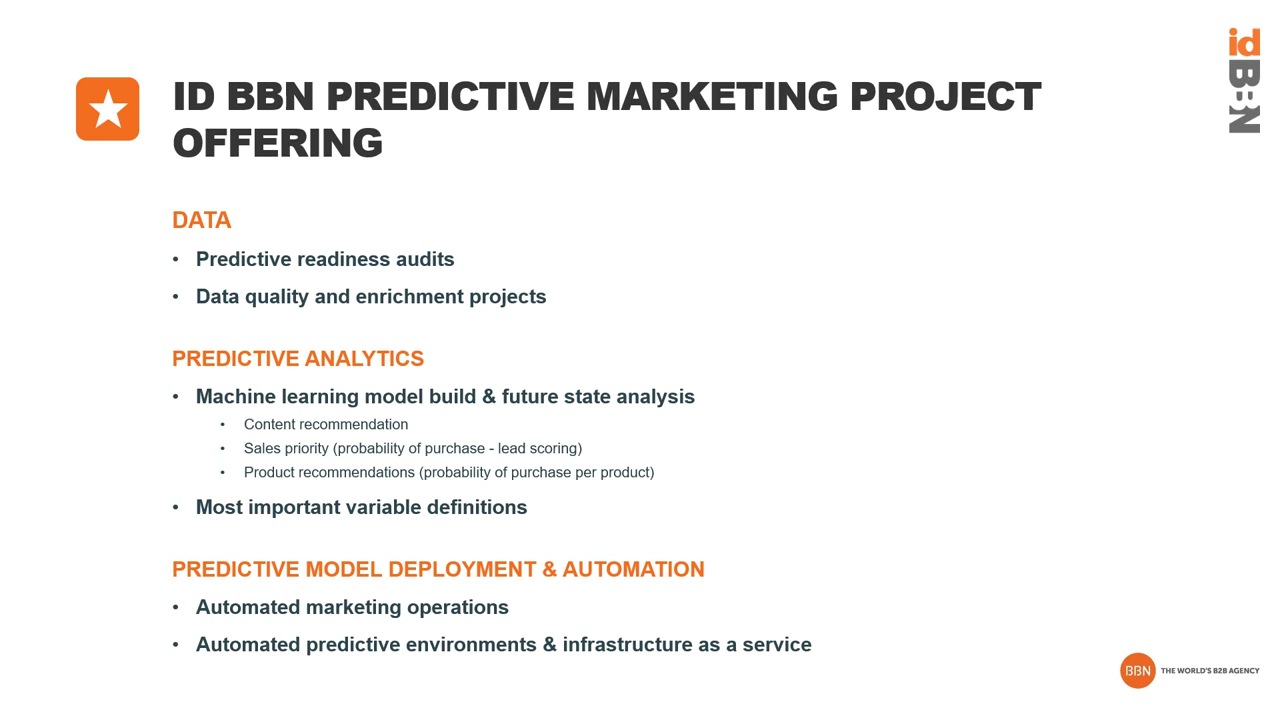 ID BBN PREDICTIVE MARKETING PROJECT
OFFERING
id
BBN
DATA
• Predictive readiness audits
• Data quality and enrichment projects
PREDICTIVE ANALYTICS
• Machine learning model build & future state analysis
• Content recommendation
• Sales priority (probability of purchase - lead scoring)
• Product recommendations (probability of purchase per product)
• Most important variable definitions
PREDICTIVE MODEL DEPLOYMENT & AUTOMATION
• Automated marketing operations
• Automated predictive environments & infrastructure as a service
BBN THE WORLD'S B2B AGENCY